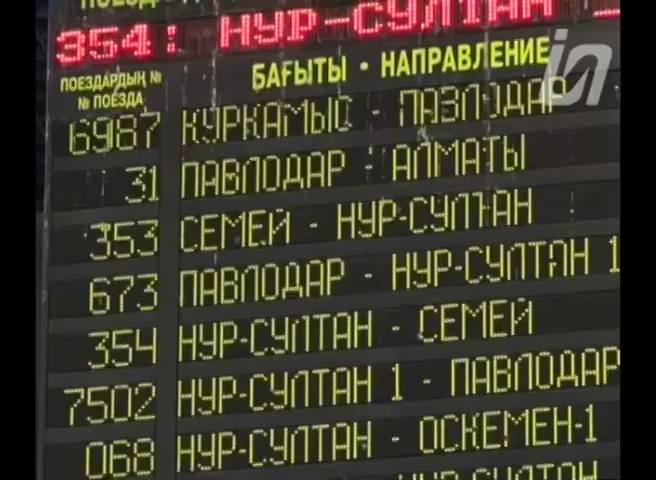 354: НУР-СУЛТАН
ПОЕЗДАРДЫҢ №
№ ПОЕЗДА
БАҒЫТЫ • НАПРАВЛЕНИЕ
6987 КУРКАМЫС - ПАВЛОДАР
31 ПАВЛОДАР - АЛМАТЫ
353 СЕМЕЙ - НУР-СУЛТАН
673 ПАВЛОДАР - НУР-СУЛТАН 1
354 НУР-СУЛТАН - СЕМЕЙ
7502 НУР-СУЛТАН 1 - ПАВЛОДАР
068 НУР-СУЛТАН - ОСКЕМЕН-1
НУР-СУЛТАН